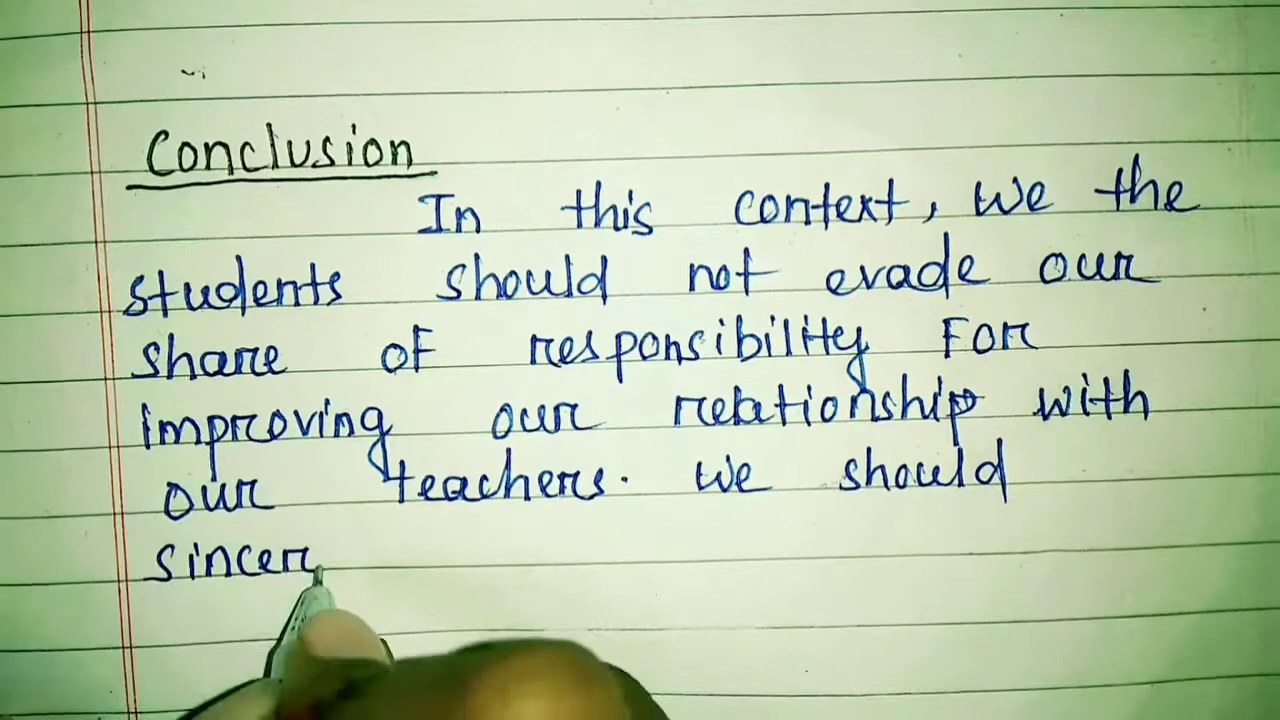 Conclusion
In this context, we the
students should not evade our
share of responsibility For
improving our relationship with
our teachers. we should
sincer